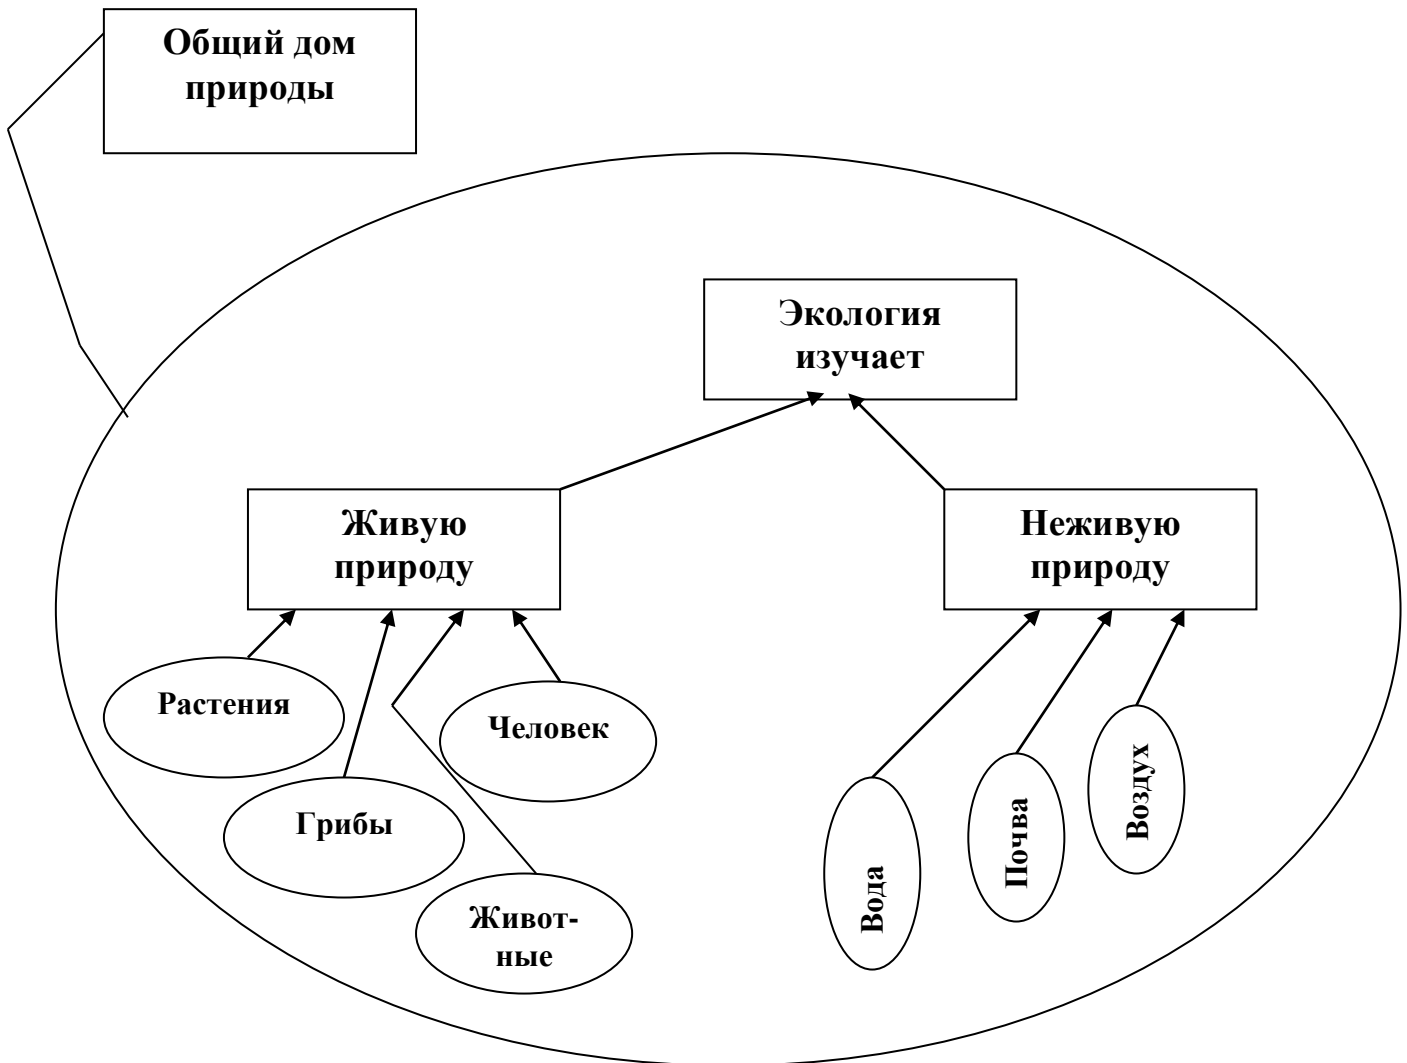 Общий дом
природы
Экология
изучает
Живую
природу
Неживую
природу
Растения
Человек
Грибы
Живот-
ные
Вода
Почва
Воздух